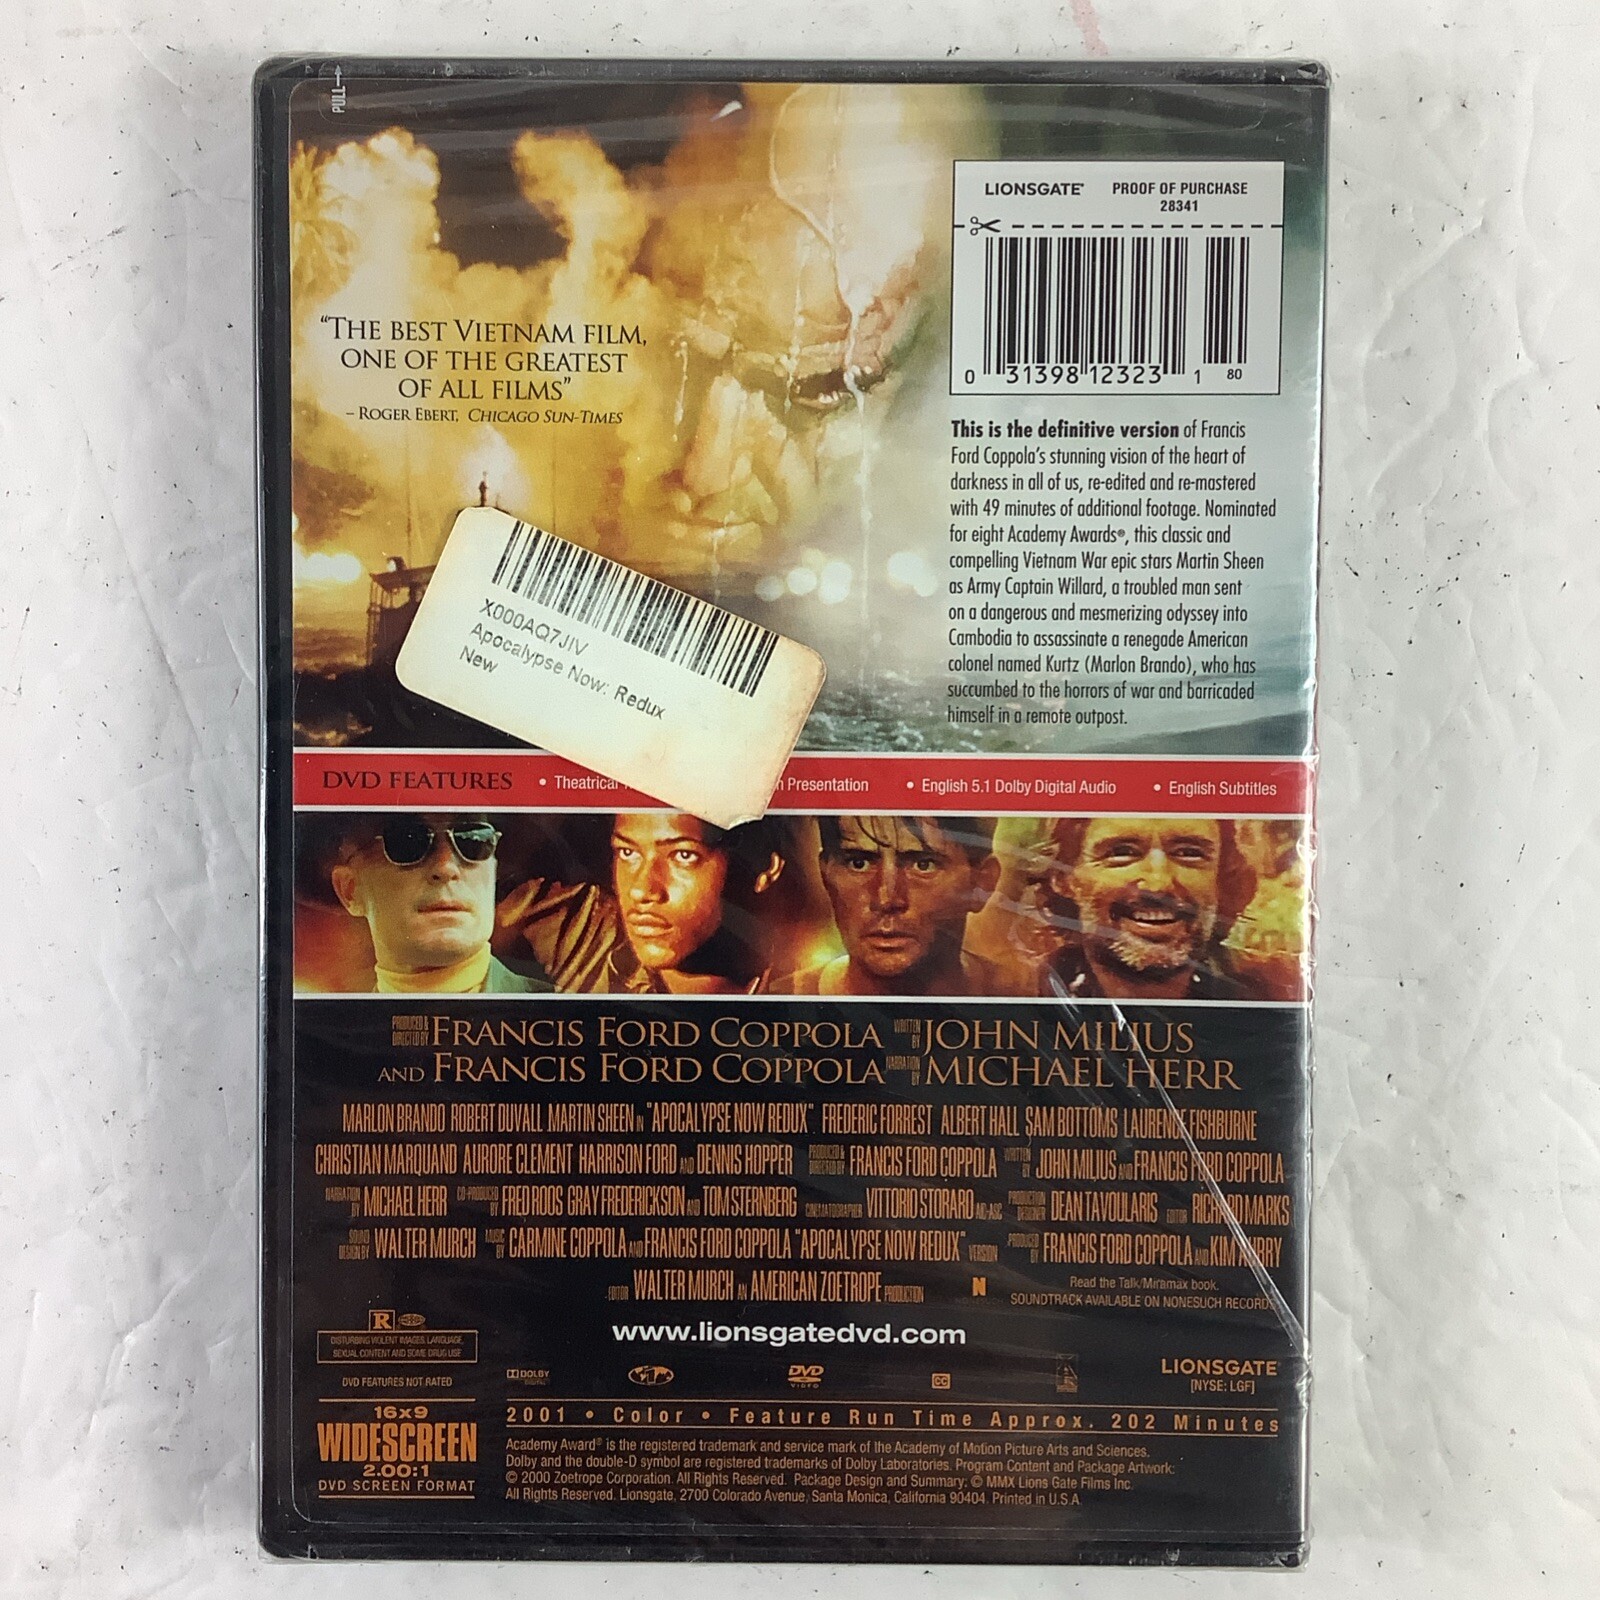 PULL
LIONSGATE PROOF OF PURCHASE
28341
0 31398 12323 1 80
"THE BEST VIETNAM FILM,
ONE OF THE GREATEST
OF ALL FILMS"
– ROGER EBERT, CHICAGO SUN-TIMES
This is the definitive version of Francis
Ford Coppola's stunning vision of the heart of
darkness in all of us, re-edited and re-mastered
with 49 minutes of additional footage. Nominated
for eight Academy Awards®, this classic and
compelling Vietnam War epic stars Martin Sheen
as Army Captain Willard, a troubled man sent
on a dangerous and mesmerizing odyssey into
Cambodia to assassinate a renegade American
colonel named Kurtz (Marlon Brando), who has
succumbed to the horrors of war and barricaded
himself in a remote outpost.
X000AQ7JIV
Apocalypse Now: Redux
New
DVD FEATURES • Theatrical Presentation • English 5.1 Dolby Digital Audio • English Subtitles
PRODUCED & DIRECTED BY FRANCIS FORD COPPOLA WRITTEN BY JOHN MILIUS
AND FRANCIS FORD COPPOLA NARRATION BY MICHAEL HERR
MARLON BRANDO ROBERT DUVALL MARTIN SHEEN IN "APOCALYPSE NOW REDUX" FREDERIC FORREST ALBERT HALL SAM BOTTOMS LAURENCE FISHBURNE
CHRISTIAN MARQUAND AURORE CLEMENT HARRISON FORD AND DENNIS HOPPER PRODUCED & DIRECTED BY FRANCIS FORD COPPOLA WRITTEN BY JOHN MILIUS AND FRANCIS FORD COPPOLA
NARRATION BY MICHAEL HERR CO-PRODUCED BY FRED ROOS GRAY FREDERICKSON AND TOM STERNBERG CINEMATOGRAPHER VITTORIO STORARO AIC-ASC PRODUCTION DESIGNER DEAN TAVOULARIS EDITOR RICHARD MARKS
SOUND DESIGN BY WALTER MURCH MUSIC BY CARMINE COPPOLA AND FRANCIS FORD COPPOLA "APOCALYPSE NOW REDUX" VERSION PRODUCED BY FRANCIS FORD COPPOLA AND KIM AUBRY
EDITOR WALTER MURCH AN AMERICAN ZOETROPE PRODUCTION
N
Read the Talk/Miramax book.
SOUNDTRACK AVAILABLE ON NONESUCH RECORDS
www.lionsgatedvd.com
R
DISTURBING VIOLENT IMAGES, LANGUAGE,
SEXUAL CONTENT AND SOME DRUG USE
DVD FEATURES NOT RATED
DOLBY DIGITAL
DVD VIDEO
CC
LIONSGATE
[NYSE: LGF]
16x9
WIDESCREEN
2.00:1
DVD SCREEN FORMAT
2001 • Color • Feature Run Time Approx. 202 Minutes
Academy Award® is the registered trademark and service mark of the Academy of Motion Picture Arts and Sciences.
Dolby and the double-D symbol are registered trademarks of Dolby Laboratories. Program Content and Package Artwork:
© 2000 Zoetrope Corporation. All Rights Reserved. Package Design and Summary: © MMX Lions Gate Films Inc.
All Rights Reserved. Lionsgate, 2700 Colorado Avenue, Santa Monica, California 90404. Printed in U.S.A.